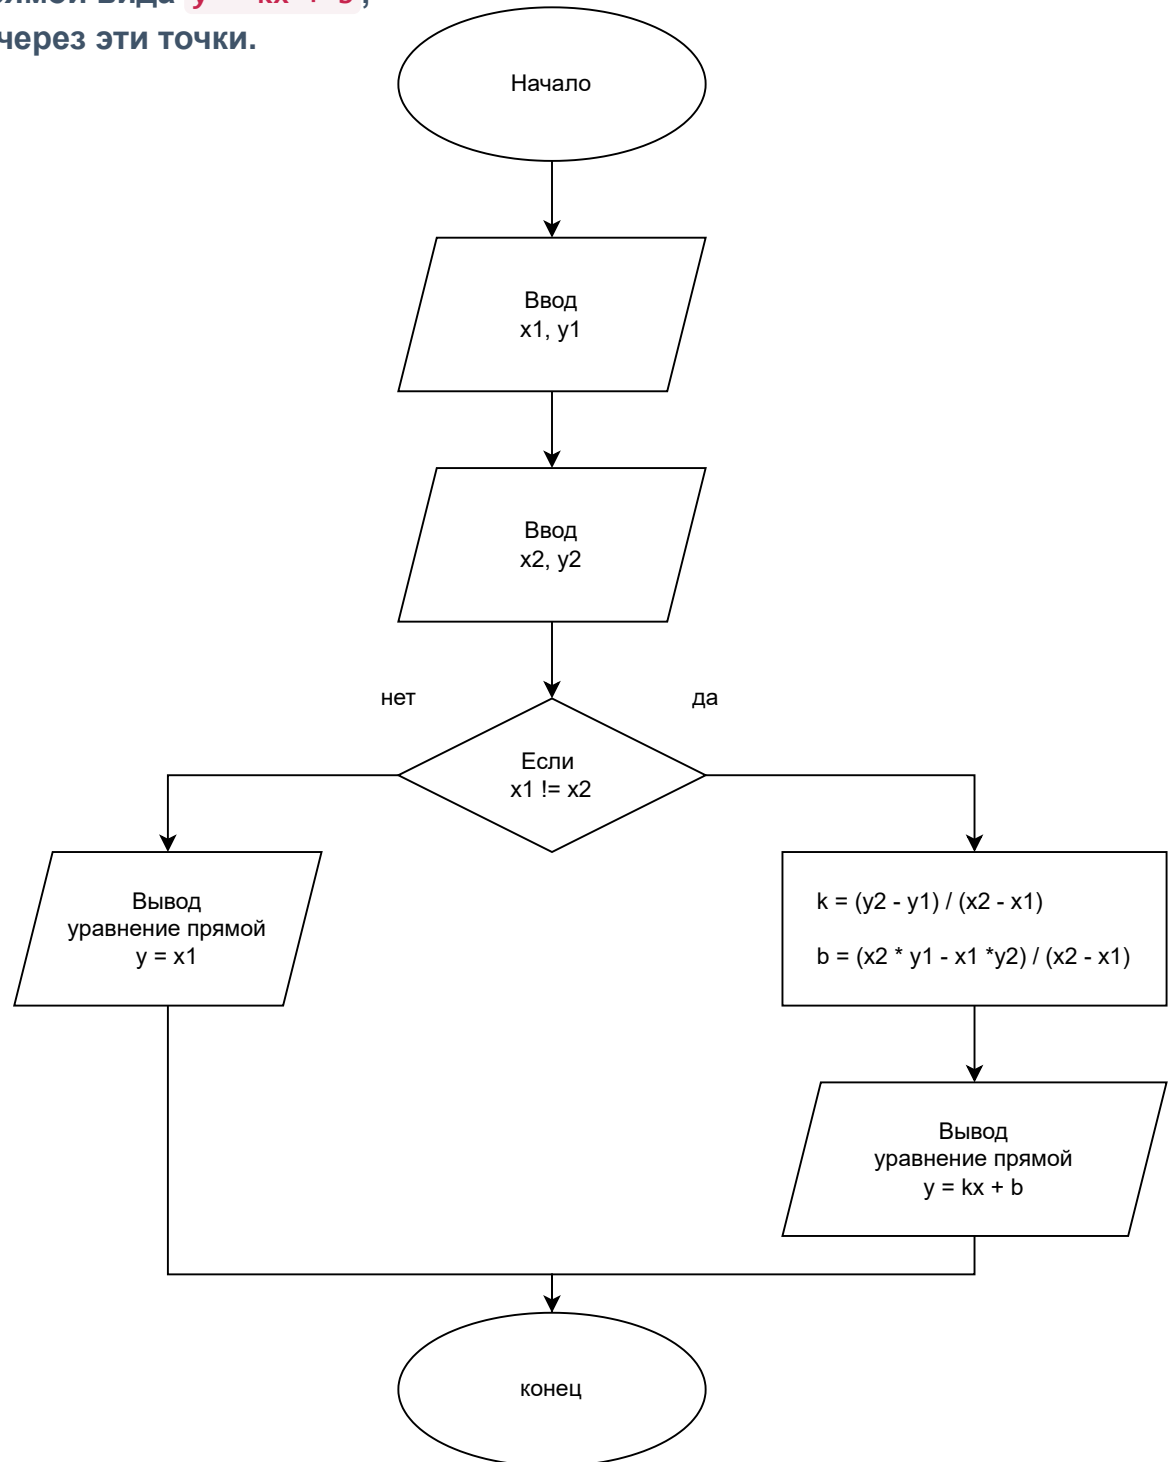 через эти точки.
Начало
Ввод
x1, y1
Ввод
x2, y2
нет
да
Если
x1 != x2
Вывод
уравнение прямой
y = x1
k = (y2 - y1) / (x2 - x1)
b = (x2 * y1 - x1 *y2) / (x2 - x1)
Вывод
уравнение прямой
y = kx + b
конец